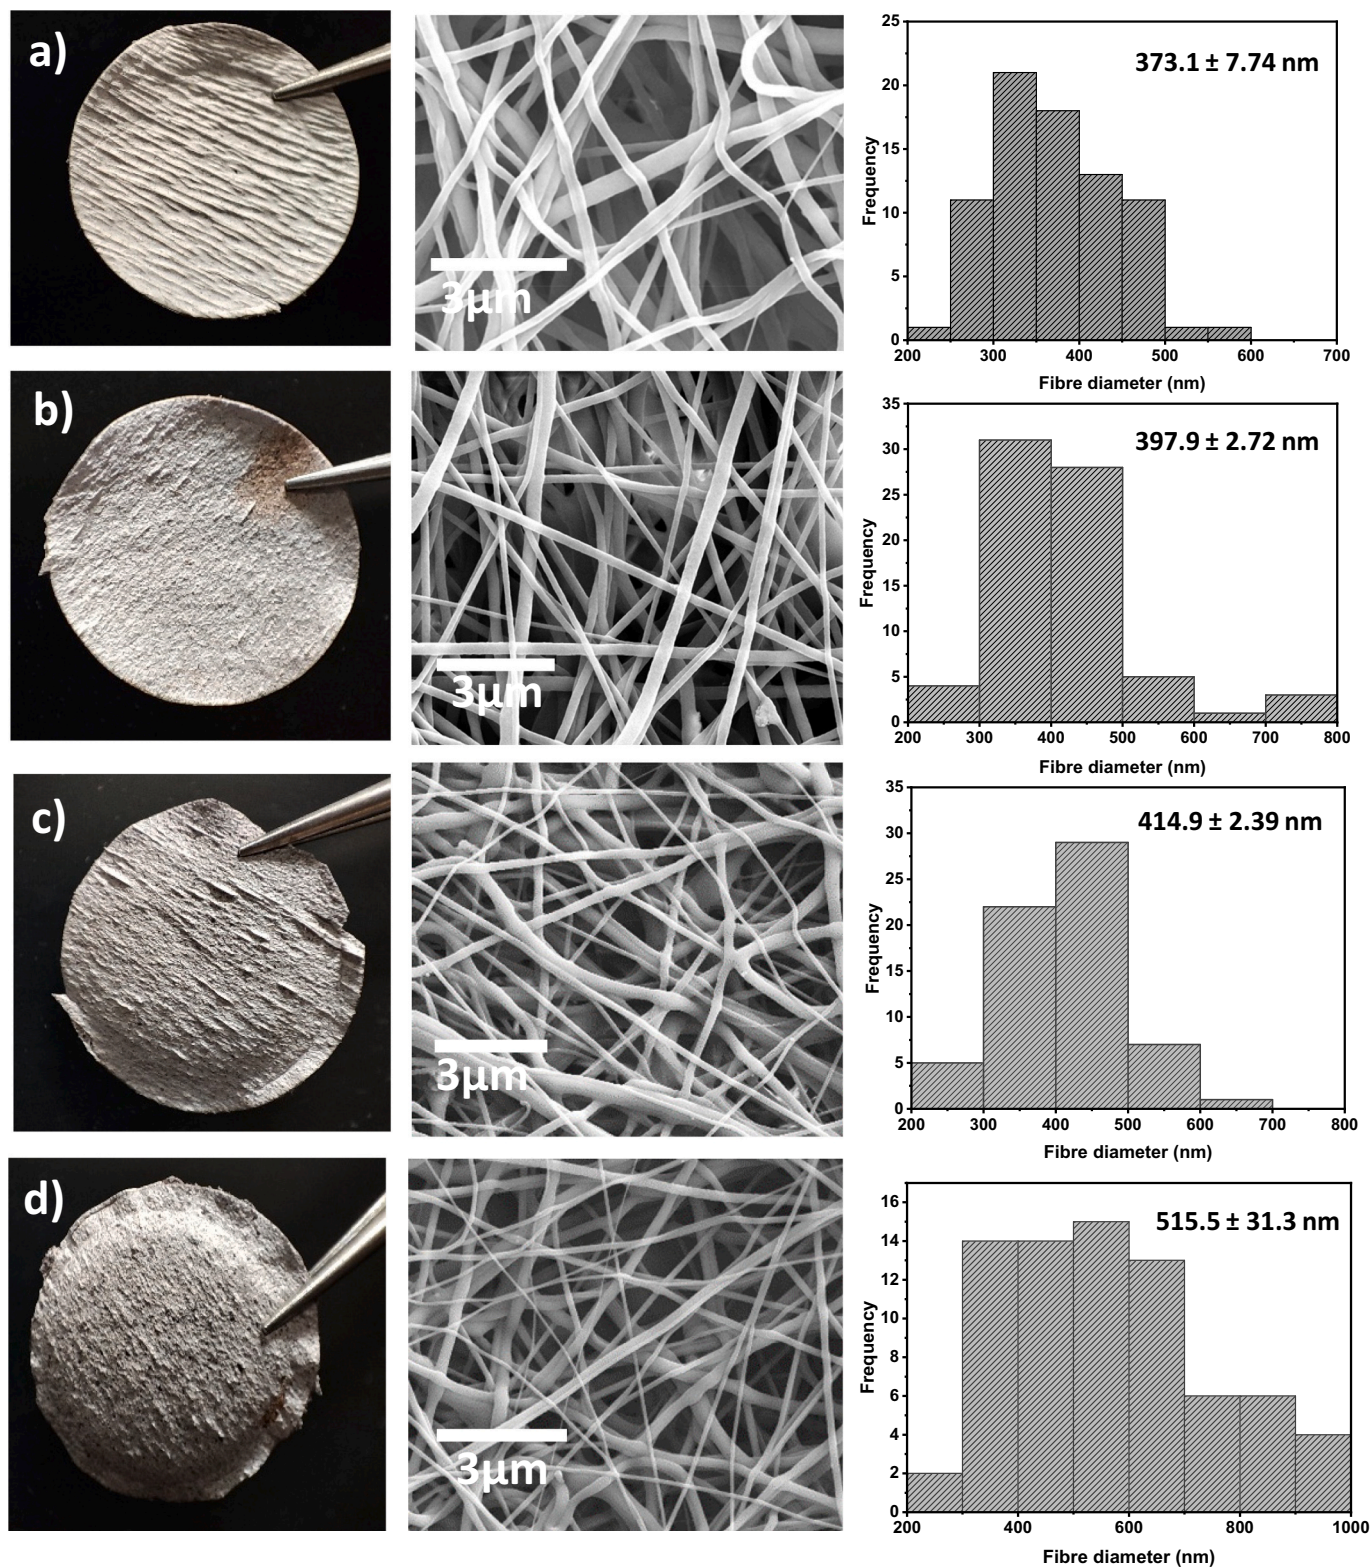 a)
3μm
373.1 ± 7.74 nm
25
20
15
10
5
0
Frequency
200 300 400 500 600 700
Fibre diameter (nm)
b)
3μm
397.9 ± 2.72 nm
35
30
25
20
15
10
5
0
Frequency
200 300 400 500 600 700 800
Fibre diameter (nm)
c)
3μm
414.9 ± 2.39 nm
35
30
25
20
15
10
5
0
Frequency
200 300 400 500 600 700 800
Fibre diameter (nm)
d)
3μm
515.5 ± 31.3 nm
16
14
12
10
8
6
4
2
0
Frequency
200 400 600 800 1000
Fibre diameter (nm)